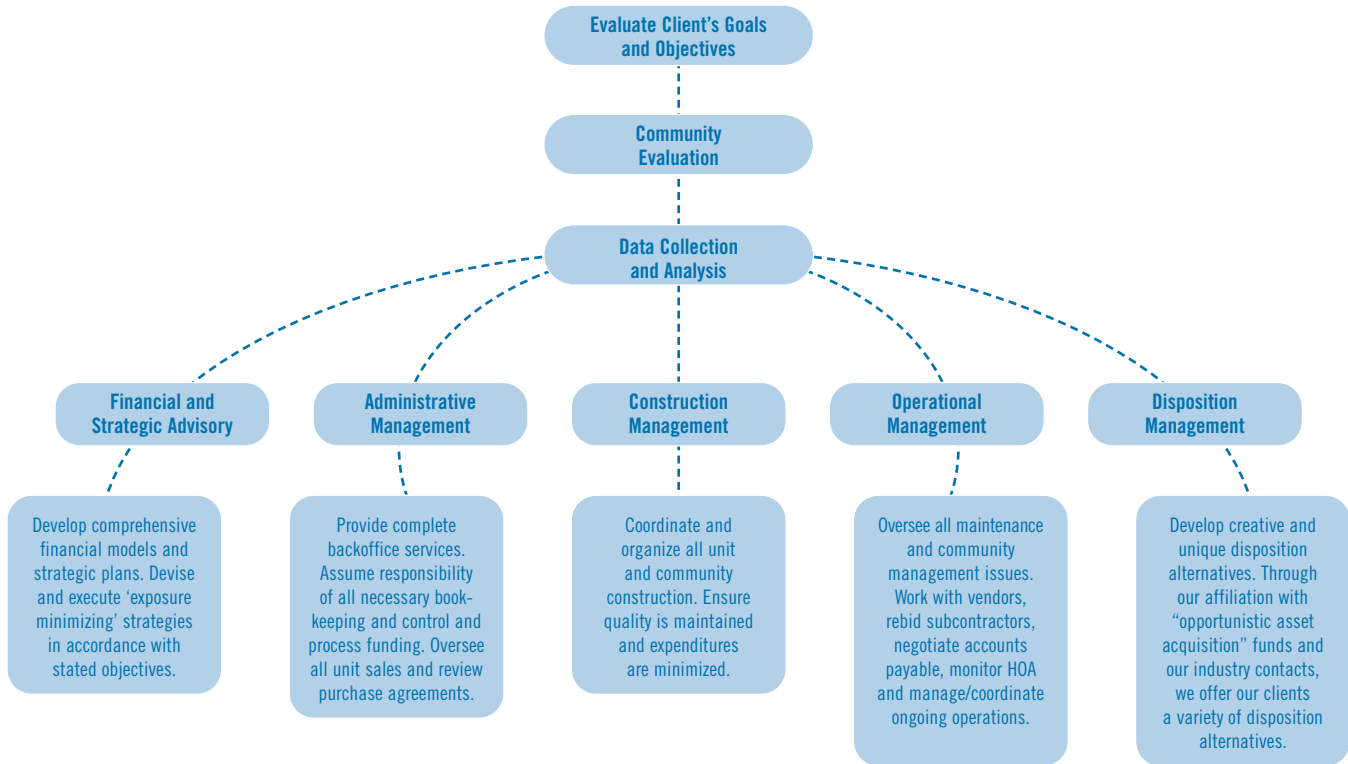 Evaluate Client’s Goals
and Objectives
Community
Evaluation
Data Collection
and Analysis
Financial and
Strategic Advisory
Administrative
Management
Construction
Management
Operational
Management
Disposition
Management
Develop comprehensive
financial models and
strategic plans. Devise
and execute ‘exposure
minimizing’ strategies
in accordance with
stated objectives.
Provide complete
backoffice services.
Assume responsibility
of all necessary book-
keeping and control and
process funding. Oversee
all unit sales and review
purchase agreements.
Coordinate and
organize all unit
and community
construction. Ensure
quality is maintained
and expenditures
are minimized.
Oversee all maintenance
and community
management issues.
Work with vendors,
rebid subcontractors,
negotiate accounts
payable, monitor HOA
and manage/coordinate
ongoing operations.
Develop creative and
unique disposition
alternatives. Through
our affiliation with
“opportunistic asset
acquisition” funds and
our industry contacts,
we offer our clients
a variety of disposition
alternatives.